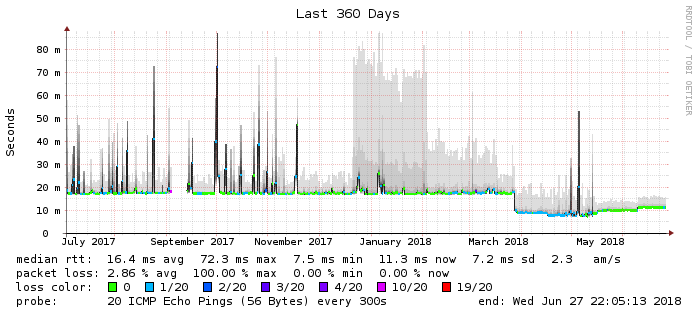 Last 360 Days
RRDTOOL / TOBI OETIKER
Seconds
80 m
70 m
60 m
50 m
40 m
30 m
20 m
10 m
0
July 2017 September 2017 November 2017 January 2018 March 2018 May 2018
median rtt: 16.4 ms avg 72.3 ms max 7.5 ms min 11.3 ms now 7.2 ms sd 2.3 am/s
packet loss: 2.86 % avg 100.00 % max 0.00 % min 0.00 % now
loss color: 0 1/20 2/20 3/20 4/20 10/20 19/20
probe: 20 ICMP Echo Pings (56 Bytes) every 300s end: Wed Jun 27 22:05:13 2018